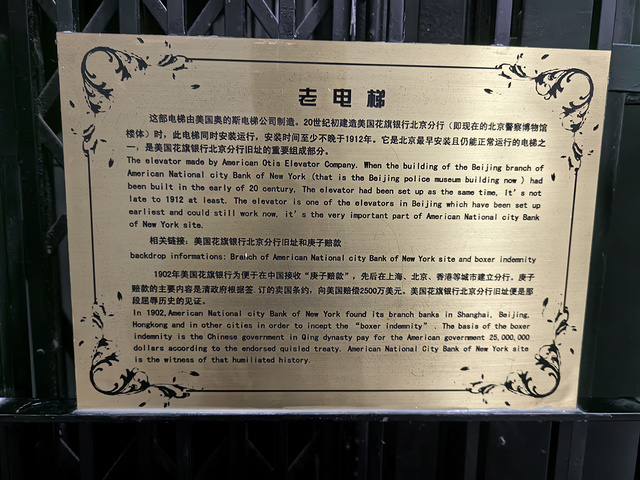 老电梯
这部电梯由美国奥的斯电梯公司制造。20世纪初建造美国花旗银行北京分行（即现在的北京警察博物馆
楼体）时，此电梯同时安装运行，安装时间至少不晚于1912年。它是北京最早安装且仍能正常运行的电梯之
一，是美国花旗银行北京分行旧址的重要组成部分。
The elevator made by American Otis Elevator Company. When the building of the Beijing branch of
American National city Bank of New York (that is the Beijing police museum building now ) had
been built in the early of 20 century, The elevator had been set up as the same time. It's not
late to 1912 at least. The elevator is one of the elevators in Beijing which have been set up
earliest and could still work now, it's the very important part of American National city Bank
of New York site.
相关链接：美国花旗银行北京分行旧址和庚子赔款
backdrop informations: Branch of American National city Bank of New York site and boxer indemnity
1902年美国花旗银行为便于在中国接收“庚子赔款”，先后在上海、北京、香港等城市建立分行。庚子
赔款的主要内容是清政府根据签.订的卖国条约，向美国赔偿2500万美元。美国花旗银行北京分行旧址便是那
段屈辱历史的见证。
In 1902,American National city Bank of New York found its branch banks in Shanghai, Beijing,
Hongkong and in other cities in order to incept the “boxer indemnity” . The basis of the boxer
indemnity is the Chinese government in Qing dynasty pay for the American government 25,000,000
dollars according to the endorsed quisled treaty. American National City Bank of New York site
is the witness of that humiliated history.